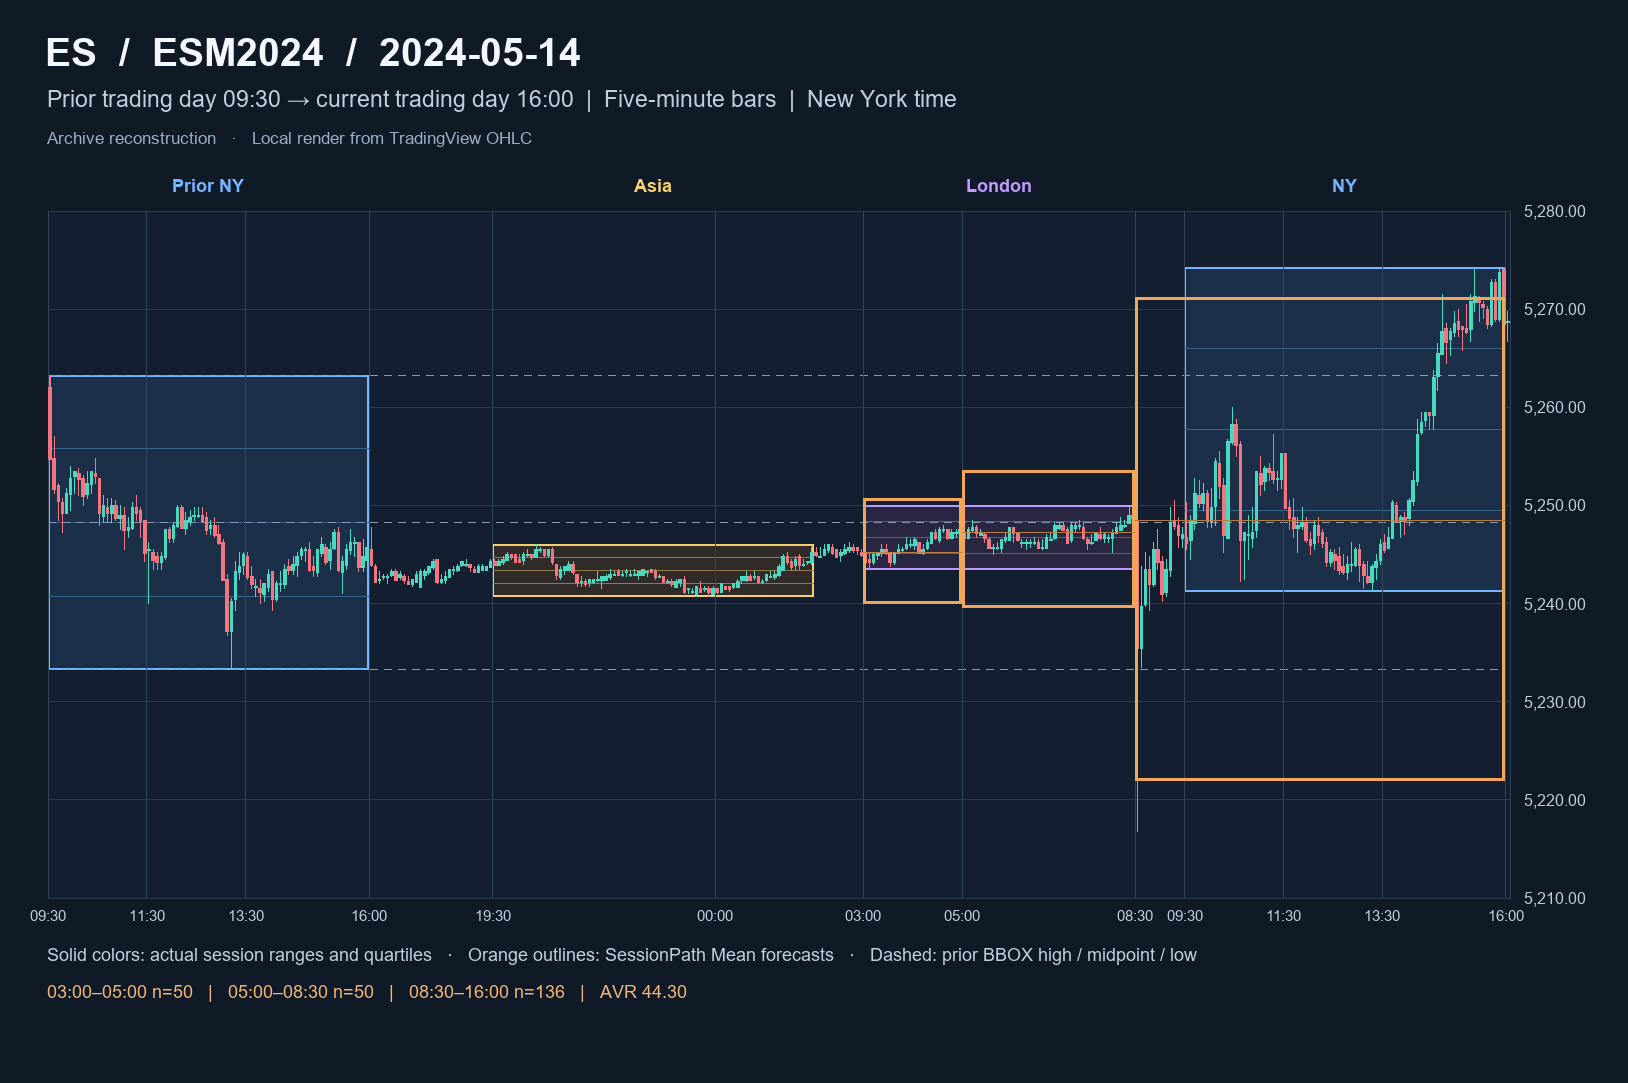 ES / ESM2024 / 2024-05-14
Prior trading day 09:30 → current trading day 16:00 | Five-minute bars | New York time
Archive reconstruction · Local render from TradingView OHLC
Prior NY Asia London NY
5,280.00
5,270.00
5,260.00
5,250.00
5,240.00
5,230.00
5,220.00
5,210.00
09:30 11:30 13:30 16:00 19:30 00:00 03:00 05:00 08:30 09:30 11:30 13:30 16:00
Solid colors: actual session ranges and quartiles · Orange outlines: SessionPath Mean forecasts · Dashed: prior BBOX high / midpoint / low
03:00–05:00 n=50 | 05:00–08:30 n=50 | 08:30–16:00 n=136 | AVR 44.30